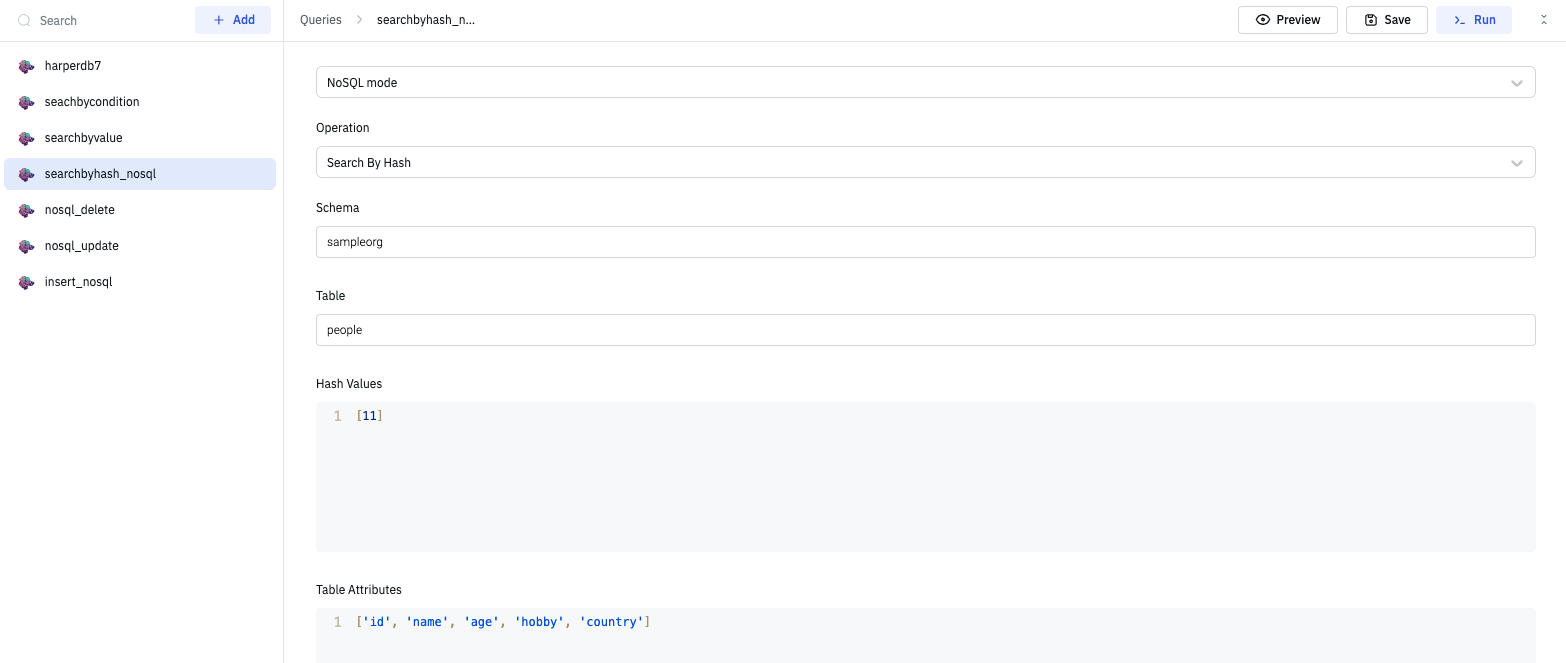 Search
Add
harperdb7
seachbycondition
searchbyvalue
searchbyhash_nosql
nosql_delete
nosql_update
insert_nosql
Queries searchbyhash_n...
Preview
Save
Run
NoSQL mode
Operation
Search By Hash
Schema
sampleorg
Table
people
Hash Values
1 [11]
Table Attributes
1 ['id', 'name', 'age', 'hobby', 'country']